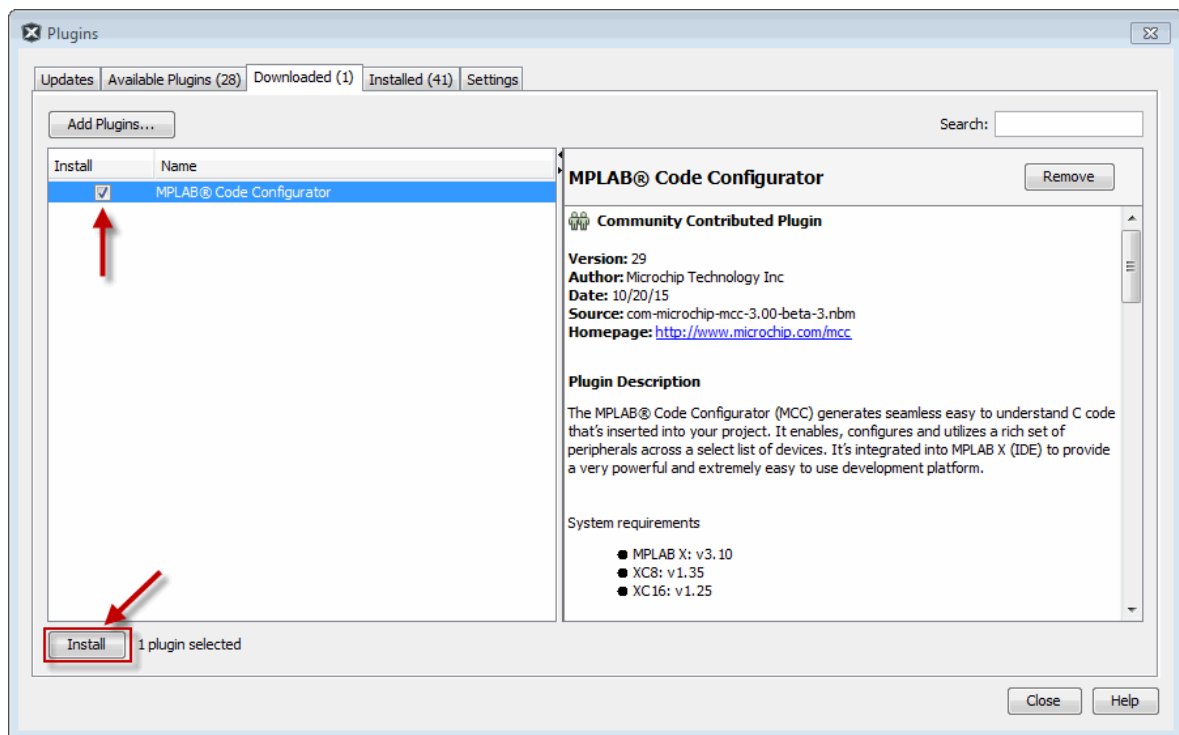 Plugins
Updates Available Plugins (28) Downloaded (1) Installed (41) Settings
Add Plugins...
Search:
Install Name
MPLAB® Code Configurator
MPLAB® Code Configurator
Remove
Community Contributed Plugin
Version: 29
Author: Microchip Technology Inc
Date: 10/20/15
Source: com-microchip-mcc-3.00-beta-3.nbm
Homepage: http://www.microchip.com/mcc
Plugin Description
The MPLAB® Code Configurator (MCC) generates seamless easy to understand C code
that's inserted into your project. It enables, configures and utilizes a rich set of
peripherals across a select list of devices. It's integrated into MPLAB X (IDE) to provide
a very powerful and extremely easy to use development platform.
System requirements
● MPLAB X: v3.10
● XC8: v1.35
● XC16: v1.25
Install 1 plugin selected
Close Help